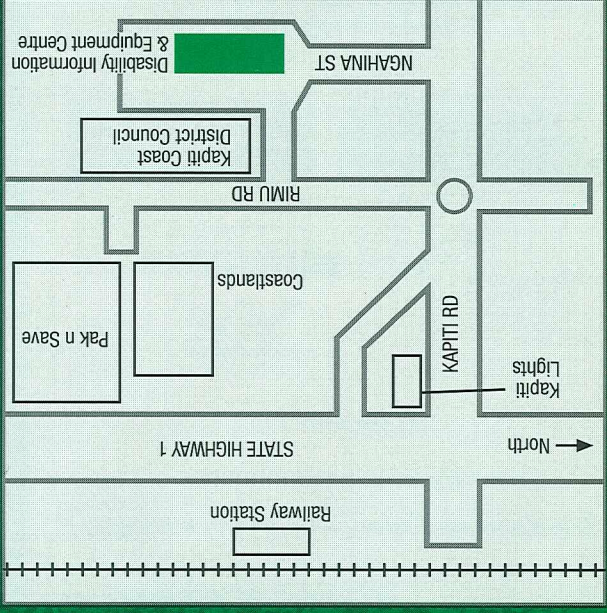 Railway Station
North
STATE HIGHWAY 1
Kapiti
Lights
KAPITI RD
Pak n Save
Coastlands
RIMU RD
Kapiti Coast
District Council
NGAHINA ST
Disability Information
& Equipment Centre